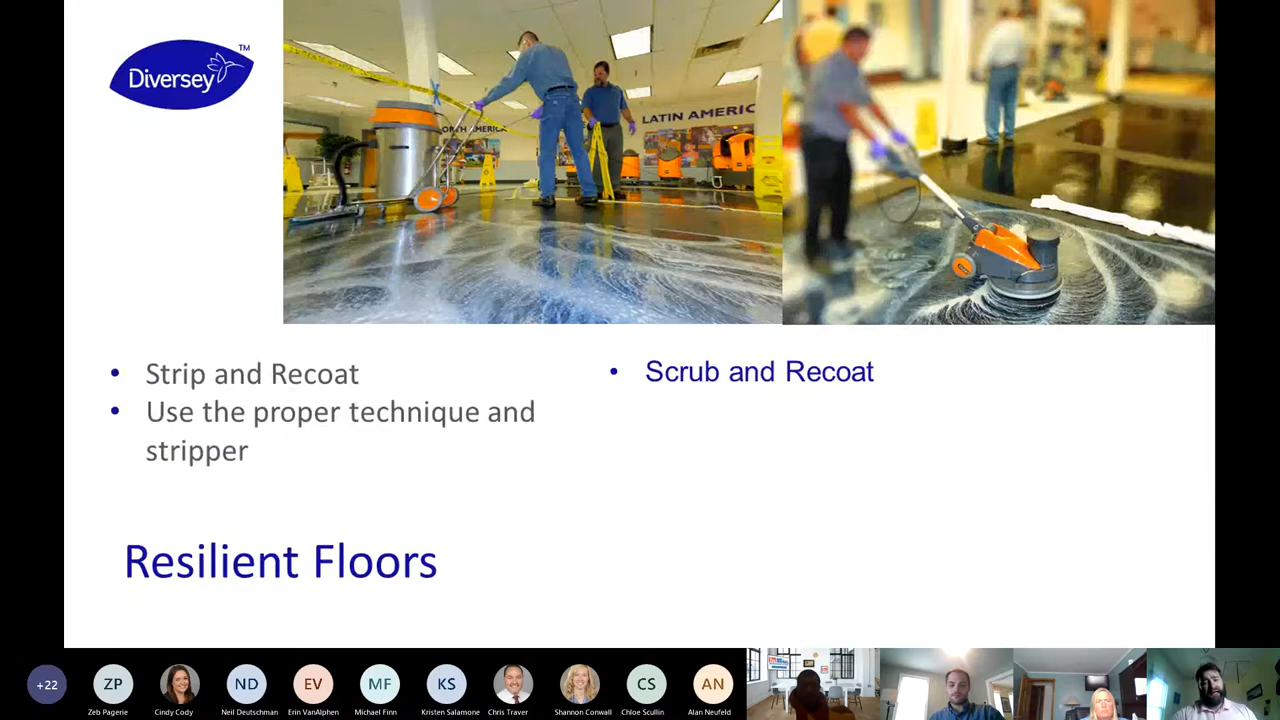 Diversey
TM
ORTH AMERICA
LATIN AMERIC
• Strip and Recoat
• Use the proper technique and
stripper
• Scrub and Recoat
Resilient Floors
+22
ZP
ND
EV
MF
KS
CS
AN
Zeb Pagerie
Cindy Cody
Neil Deutschman
Erin VanAlphen
Michael Finn
Kristen Salamone
Chris Traver
Shannon Conwall
Chloe Scullin
Alan Neufeld